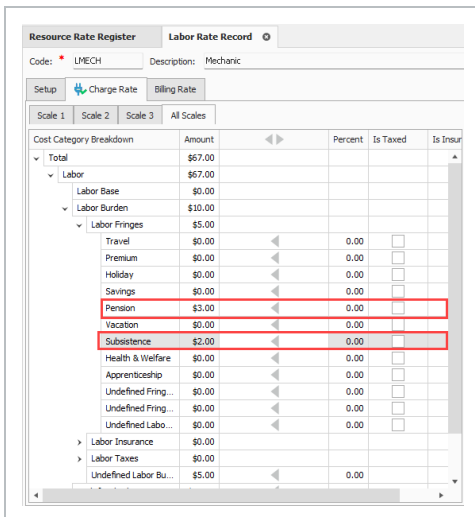 Resource Rate Register Labor Rate Record
Code: * LMECH Description: Mechanic
Setup Charge Rate Billing Rate
Scale 1 Scale 2 Scale 3 All Scales
Cost Category Breakdown Amount Percent Is Taxed Is Insur
Total $67.00
Labor $67.00
Labor Base $0.00
Labor Burden $10.00
Labor Fringes $5.00
Travel $0.00 0.00
Premium $0.00 0.00
Holiday $0.00 0.00
Savings $0.00 0.00
Pension $3.00 0.00
Vacation $0.00 0.00
Subsistence $2.00 0.00
Health & Welfare $0.00 0.00
Apprenticeship $0.00 0.00
Undefined Fring... $0.00 0.00
Undefined Fring... $0.00 0.00
Undefined Labo... $0.00 0.00
Labor Insurance $0.00
Labor Taxes $0.00
Undefined Labor Bu... $5.00 0.00